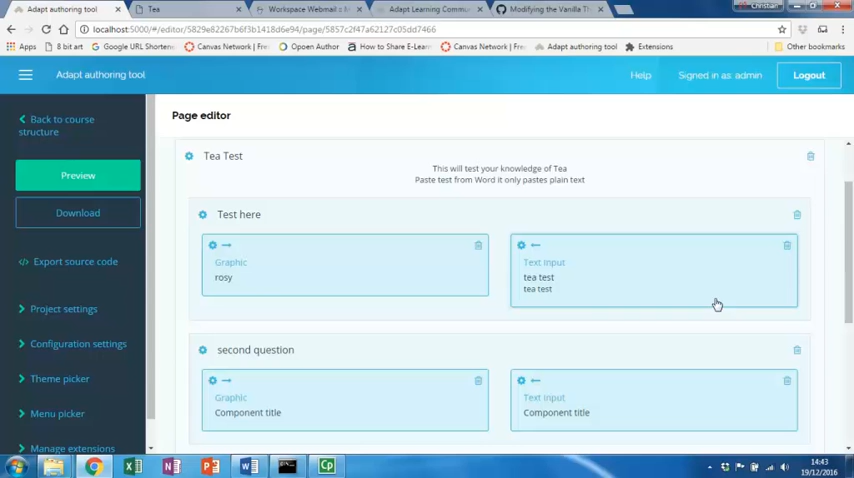 Adapt authoring tool
Tea
Workspace Webmail :: M
Adapt Learning Commu
Modifying the Vanilla Th
Christian
localhost:5000/#/editor/5829e82267b6f3b1418d6e94/page/5857c2f47a62127c05dd7466
Apps
8 bit art
Google URL Shortene
Canvas Network
Opoen Author
How to Share E-Lear
Canvas Network
Adapt authoring tool
Extensions
Other bookmarks
Adapt authoring tool
Help
Signed in as: admin
Logout
Back to course
structure
Page editor
Preview
Download
Export source code
Project settings
Configuration settings
Theme picker
Menu picker
Manage extensions
Tea Test
This will test your knowledge of Tea
Paste test from Word it only pastes plain text
Test here
Graphic
rosy
Text input
tea test
tea test
second question
Graphic
Component title
Text input
Component title
14:43
19/12/2016